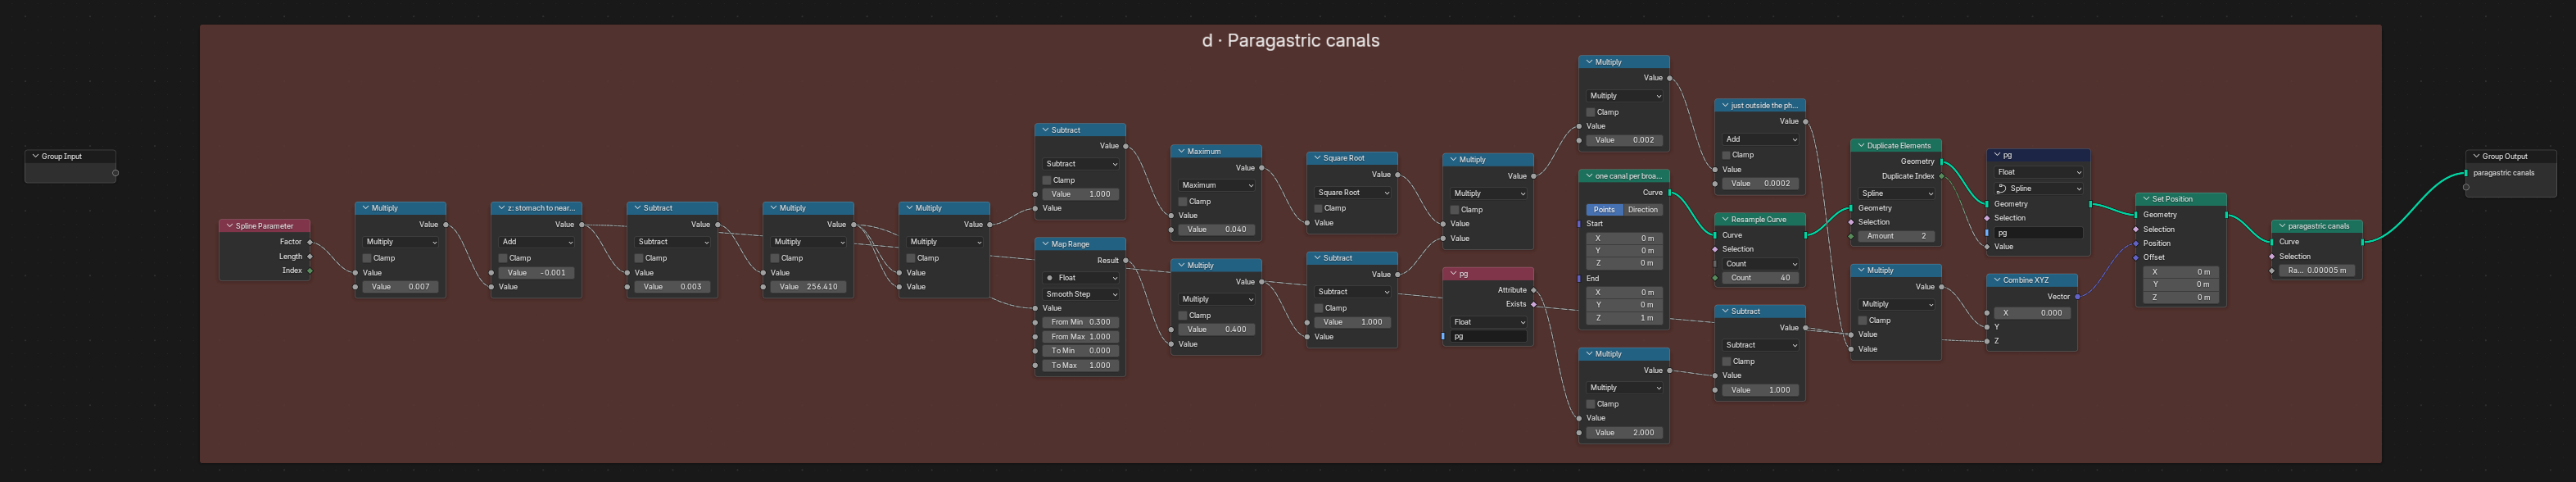 d · Paragastric canals
Group Input
Spline Parameter
Factor
Length
Index
Multiply
Value
Multiply
Clamp
Value
Value 0.007
z: stomach to near...
Value
Add
Clamp
Value -0.001
Value
Subtract
Value
Subtract
Clamp
Value
Value 0.003
Multiply
Value
Multiply
Clamp
Value
Value 256.410
Multiply
Value
Multiply
Clamp
Value
Value
Subtract
Value
Subtract
Clamp
Value 1.000
Value
Map Range
Result
Float
Smooth Step
Value
From Min 0.300
From Max 1.000
To Min 0.000
To Max 1.000
Maximum
Value
Maximum
Clamp
Value
Value 0.040
Multiply
Value
Multiply
Clamp
Value 0.400
Value
Square Root
Value
Square Root
Clamp
Value
Subtract
Value
Subtract
Clamp
Value 1.000
Value
Multiply
Value
Multiply
Clamp
Value
Value
pg
Attribute
Exists
Float
pg
Multiply
Value
Multiply
Clamp
Value
Value 0.002
one canal per broa...
Curve
Points Direction
Start
X 0 m
Y 0 m
Z 0 m
End
X 0 m
Y 0 m
Z 1 m
Multiply
Value
Multiply
Clamp
Value
Value 2.000
just outside the ph...
Value
Add
Clamp
Value
Value 0.0002
Resample Curve
Curve
Selection
Count
Count 40
Subtract
Value
Subtract
Clamp
Value
Value 1.000
Duplicate Elements
Geometry
Duplicate Index
Spline
Geometry
Selection
Amount 2
Multiply
Value
Multiply
Clamp
Value
Value
pg
Float
Spline
Geometry
Selection
pg
Value
Combine XYZ
Vector
X 0.000
Y
Z
Set Position
Geometry
Selection
Position
Offset
X 0 m
Y 0 m
Z 0 m
paragastric canals
Curve
Selection
Ra... 0.00005 m
Group Output
paragastric canals